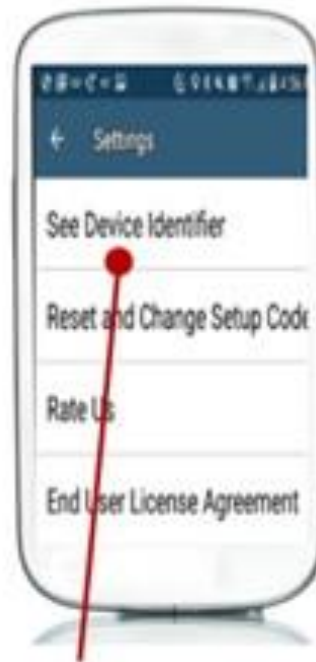 Settings
See Device Identifier
Reset and Change Setup Code
Rate Us
End User License Agreement